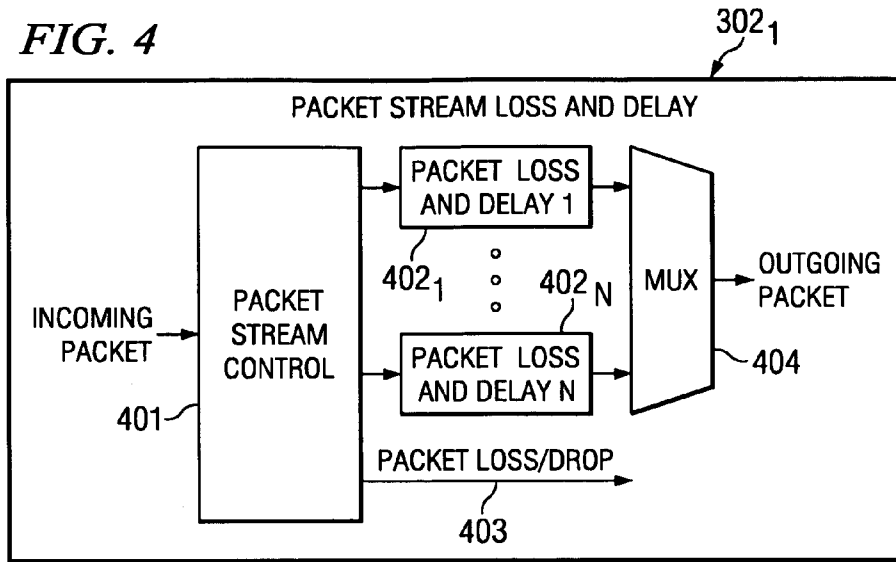 FIG. 4
302₁
PACKET STREAM LOSS AND DELAY
PACKET LOSS
AND DELAY 1
402₁
402 N
INCOMING
PACKET
PACKET
STREAM
CONTROL
401
PACKET LOSS
AND DELAY N
MUX
OUTGOING
PACKET
404
PACKET LOSS/DROP
403